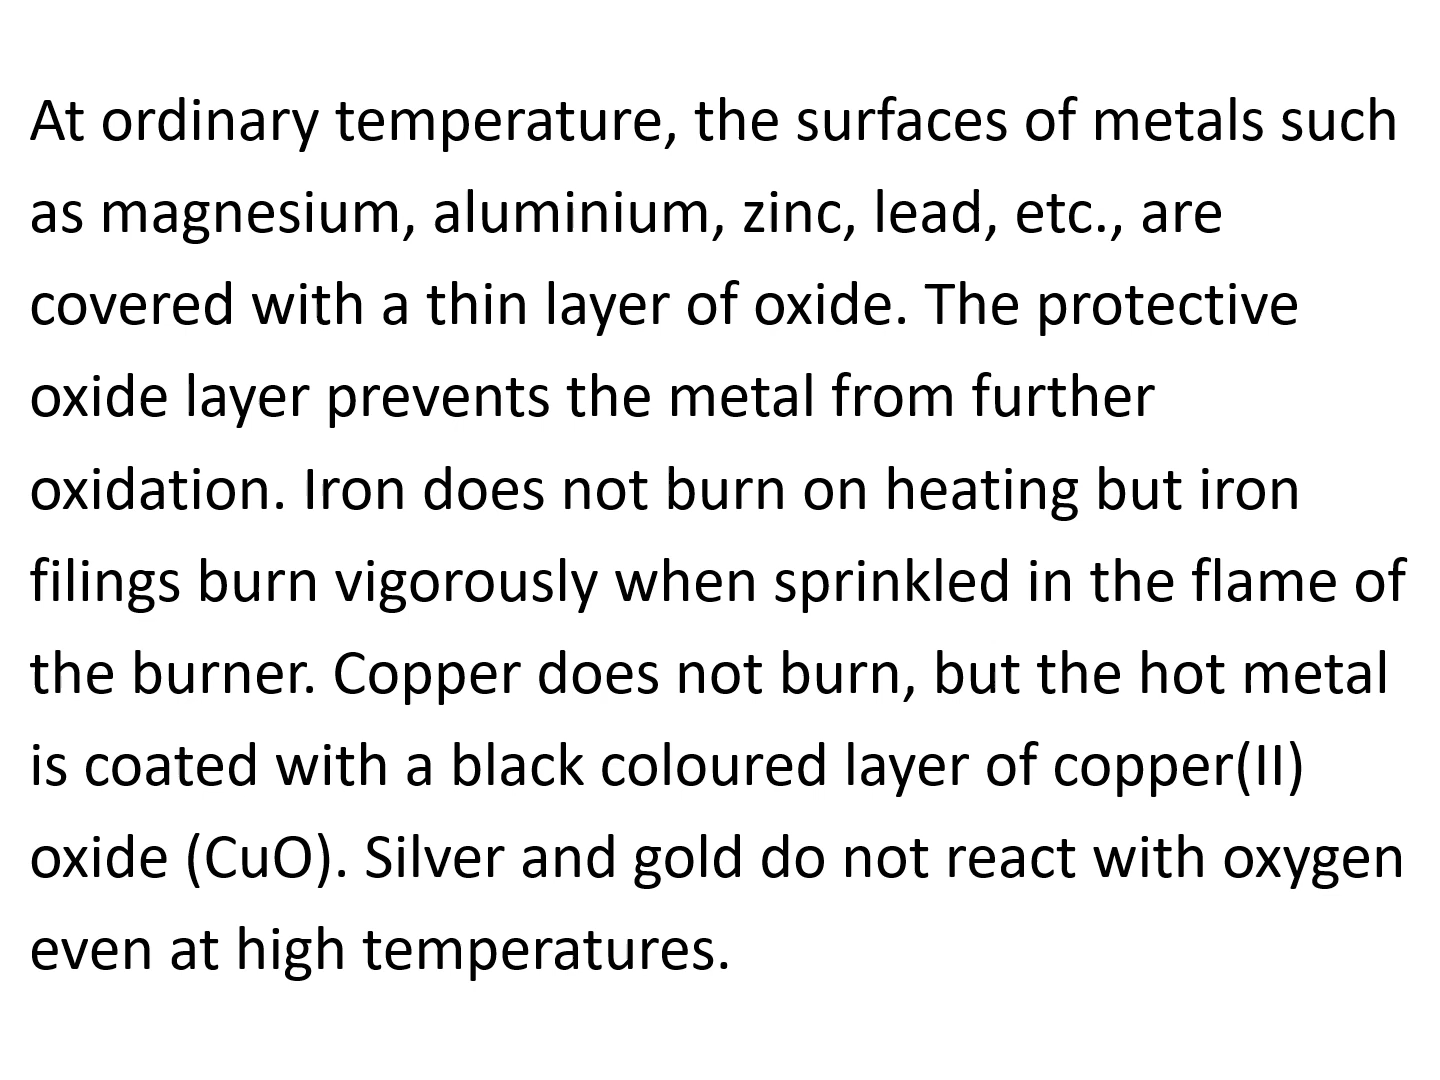 At ordinary temperature, the surfaces of metals such
as magnesium, aluminium, zinc, lead, etc., are
covered with a thin layer of oxide. The protective
oxide layer prevents the metal from further
oxidation. Iron does not burn on heating but iron
filings burn vigorously when sprinkled in the flame of
the burner. Copper does not burn, but the hot metal
is coated with a black coloured layer of copper(II)
oxide (CuO). Silver and gold do not react with oxygen
even at high temperatures.